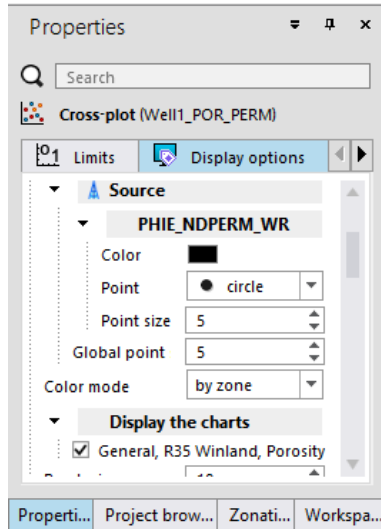 Properties
Search
Cross-plot (Well1_POR_PERM)
Limits
Display options
Source
PHIE_NDPERM_WR
Color
Point circle
Point size 5
Global point 5
Color mode by zone
Display the charts
General, R35 Winland, Porosity
Properti... Project brow... Zonati... Workspa...